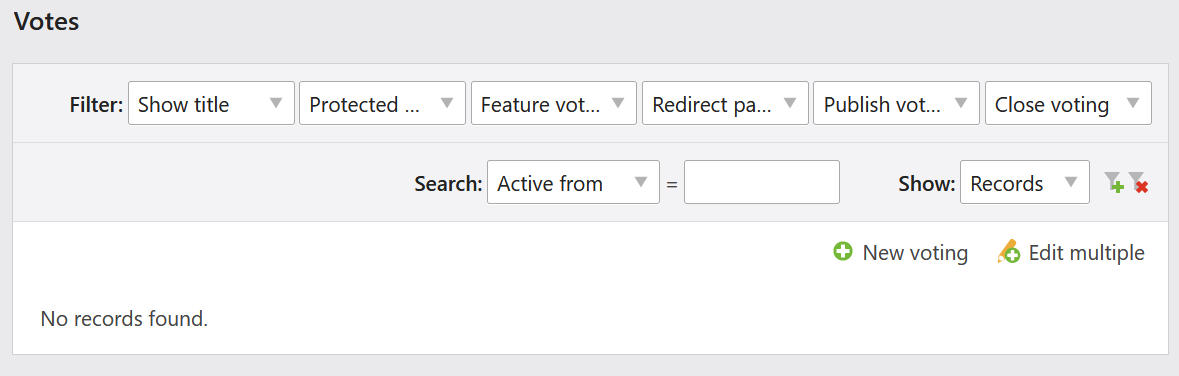 Votes
Filter: Show title Protected ... Feature vot... Redirect pa... Publish vot... Close voting
Search: Active from = Show: Records
New voting Edit multiple
No records found.